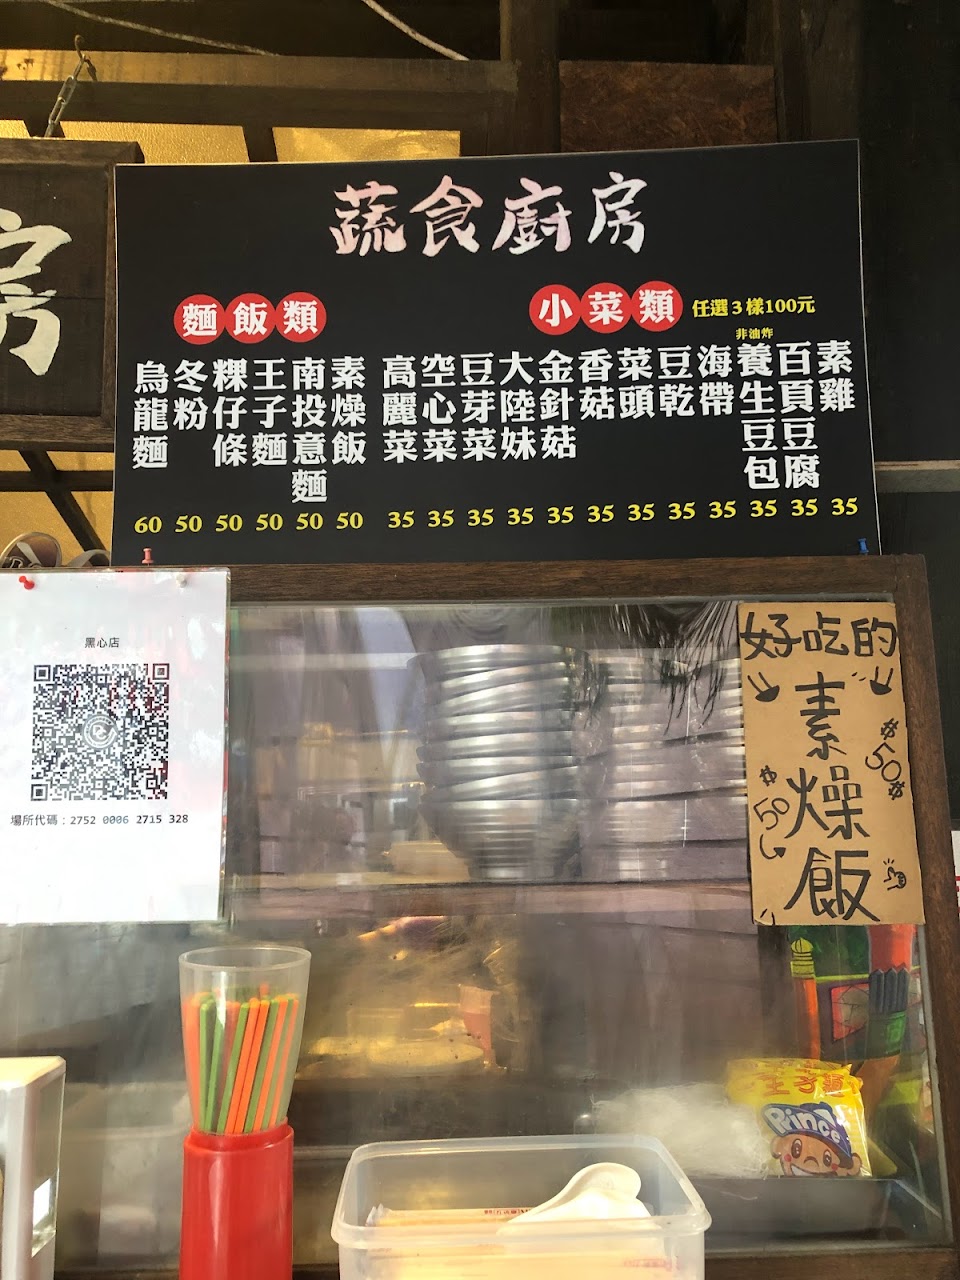 房
蔬食廚房
麵飯類
烏龍麵 60
冬粉 50
粿仔條 50
王子麵 50
南投意麵 50
素燥飯 50
小菜類 任選3樣100元
高麗菜 35
空心菜 35
豆芽菜 35
大陸妹 35
金針菇 35
香菇 35
菜頭 35
豆乾 35
海帶 35
非油炸
養生豆包 35
百頁豆腐 35
素雞 35
黑心店
場所代碼：2752 0006 2715 328
好吃的
素燥飯
$50
$50$
王子麵
Prince